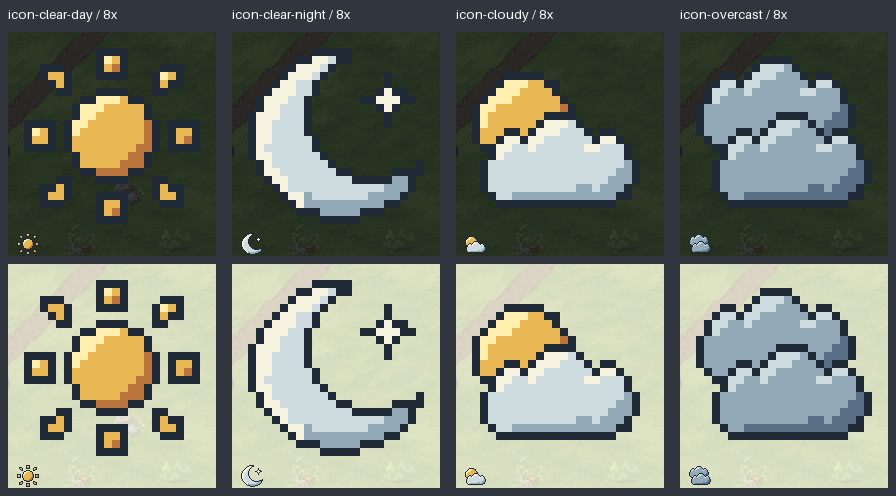 icon-clear-day / 8x
icon-clear-night / 8x
icon-cloudy / 8x
icon-overcast / 8x